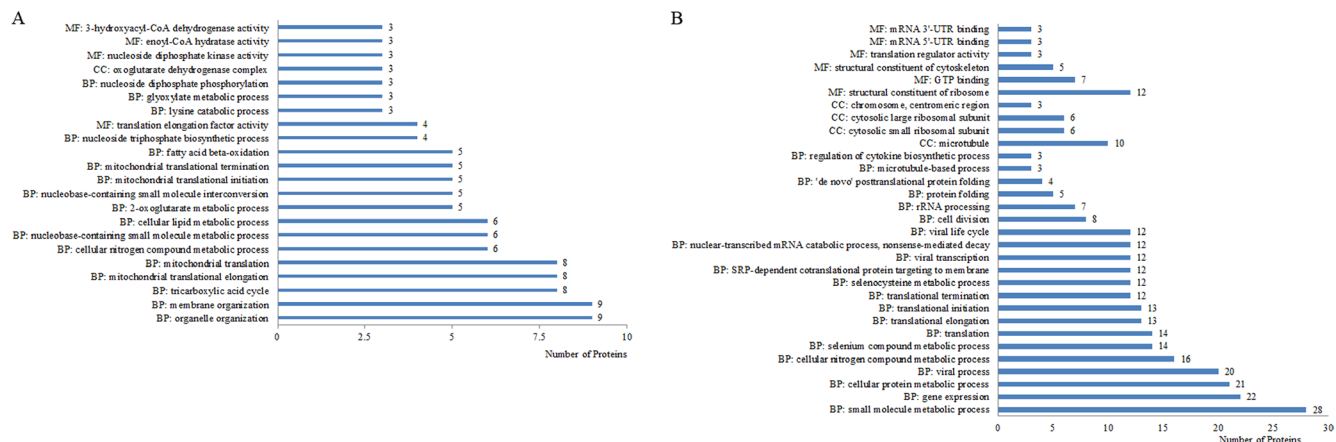 A
MF: 3-hydroxyacyl-CoA dehydrogenase activity 3
MF: enoyl-CoA hydratase activity 3
MF: nucleoside diphosphate kinase activity 3
CC: oxoglutarate dehydrogenase complex 3
BP: nucleoside diphosphate phosphorylation 3
BP: glyoxylate metabolic process 3
BP: lysine catabolic process 3
MF: translation elongation factor activity 4
BP: nucleoside triphosphate biosynthetic process 4
BP: fatty acid beta-oxidation 5
BP: mitochondrial translational termination 5
BP: mitochondrial translational initiation 5
BP: nucleobase-containing small molecule interconversion 5
BP: 2-oxoglutarate metabolic process 5
BP: cellular lipid metabolic process 6
BP: nucleobase-containing small molecule metabolic process 6
BP: cellular nitrogen compound metabolic process 6
BP: mitochondrial translation 8
BP: mitochondrial translational elongation 8
BP: tricarboxylic acid cycle 8
BP: membrane organization 9
BP: organelle organization 9
0 2.5 5 7.5 10
Number of Proteins
B
MF: mRNA 3'-UTR binding 3
MF: mRNA 5'-UTR binding 3
MF: translation regulator activity 3
MF: structural constituent of cytoskeleton 5
MF: GTP binding 7
MF: structural constituent of ribosome 12
CC: chromosome, centromeric region 3
CC: cytosolic large ribosomal subunit 6
CC: cytosolic small ribosomal subunit 6
CC: microtubule 10
BP: regulation of cytokine biosynthetic process 3
BP: microtubule-based process 3
BP: 'de novo' posttranslational protein folding 4
BP: protein folding 5
BP: rRNA processing 7
BP: cell division 8
BP: viral life cycle 12
BP: nuclear-transcribed mRNA catabolic process, nonsense-mediated decay 12
BP: viral transcription 12
BP: SRP-dependent cotranslational protein targeting to membrane 12
BP: selenocysteine metabolic process 12
BP: translational termination 12
BP: translational initiation 13
BP: translational elongation 13
BP: translation 14
BP: selenium compound metabolic process 14
BP: cellular nitrogen compound metabolic process 16
BP: viral process 20
BP: cellular protein metabolic process 21
BP: gene expression 22
BP: small molecule metabolic process 28
0 5 10 15 20 25 30
Number of Proteins